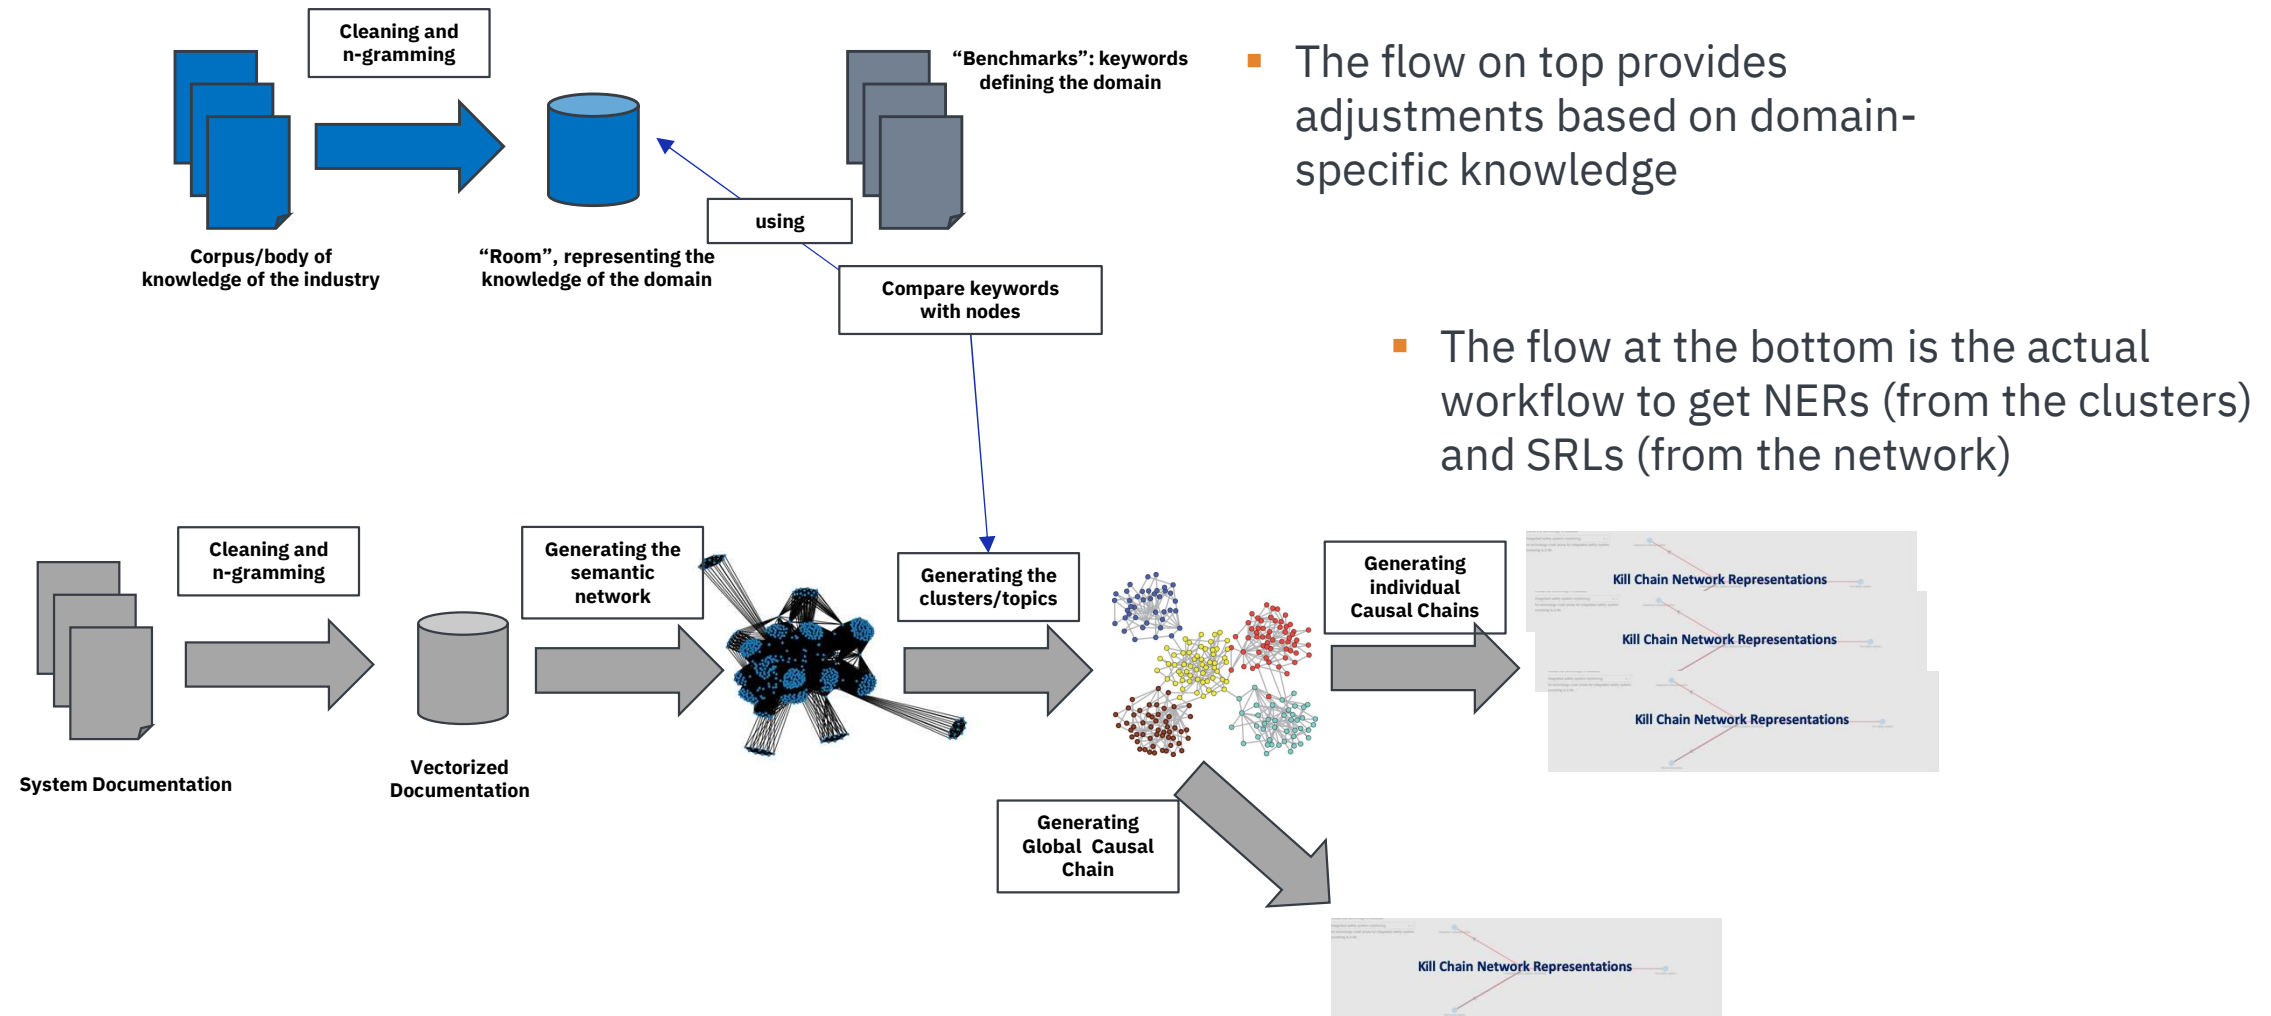 Cleaning and
n-gramming
“Benchmarks”: keywords
defining the domain
using
Corpus/body of
knowledge of the industry
“Room”, representing the
knowledge of the domain
Compare keywords
with nodes
▪ The flow on top provides
adjustments based on domain-
specific knowledge
▪ The flow at the bottom is the actual
workflow to get NERs (from the clusters)
and SRLs (from the network)
Cleaning and
n-gramming
Generating the
semantic
network
Generating the
clusters/topics
Generating
individual
Causal Chains
Kill Chain Network Representations
Kill Chain Network Representations
Kill Chain Network Representations
System Documentation
Vectorized
Documentation
Generating
Global Causal
Chain
Kill Chain Network Representations